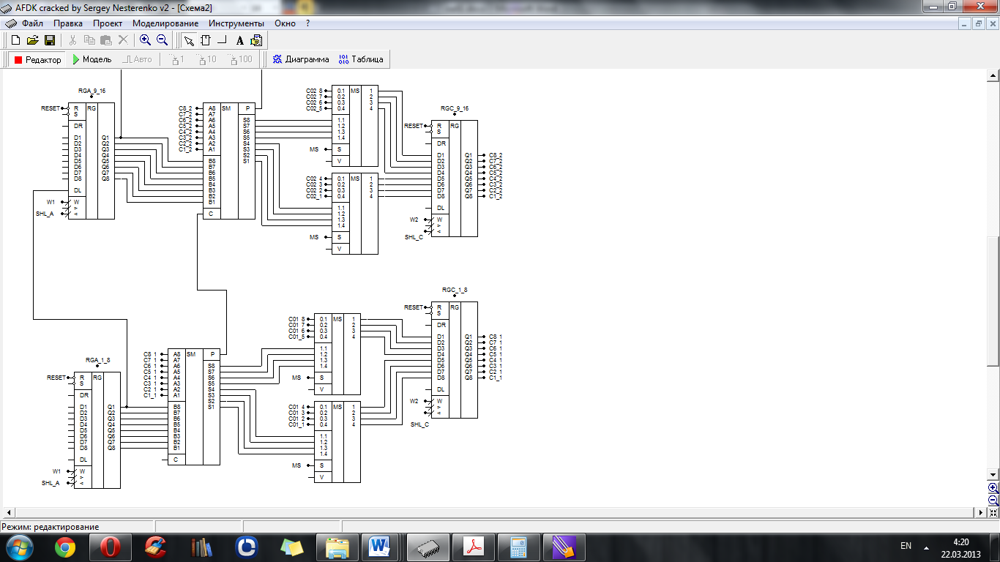 AFDK cracked by Sergey Nesterenko v2 - [Схема2]
Файл Правка Проект Моделирование Инструменты Окно ?
Редактор Модель Авто 1 10 100 Диаграмма Таблица
RGA_9_16
RESET R RG
S
DR
D1 Q1
D2 Q2
D3 Q3
D4 Q4
D5 Q5
D6 Q6
D7 Q7
D8 Q8
DL
W1 W
>
SHL_A <
C8_2 A8 SM P
C7_2 A7
C6_2 A6 S8
C5_2 A5 S7
C4_2 A4 S6
C3_2 A3 S5
C2_2 A2 S4
C1_2 A1 S3
S2
B8 S1
B7
B6
B5
B4
B3
B2
B1
C
C02_8 0.1 MS 1
C02_7 0.2 2
C02_6 0.3 3
C02_5 0.4 4
1.1
1.2
1.3
1.4
MS S
V
C02_4 0.1 MS 1
C02_3 0.2 2
C02_2 0.3 3
C02_1 0.4 4
1.1
1.2
1.3
1.4
MS S
V
RGC_9_16
RESET R RG
S
DR
D1 Q1 C8_2
D2 Q2 C7_2
D3 Q3 C6_2
D4 Q4 C5_2
D5 Q5 C4_2
D6 Q6 C3_2
D7 Q7 C2_2
D8 Q8 C1_2
DL
W2 W
>
<
SHL_C
RGA_1_8
RESET R RG
S
DR
D1 Q1
D2 Q2
D3 Q3
D4 Q4
D5 Q5
D6 Q6
D7 Q7
D8 Q8
DL
W1 W
>
SHL_A <
C8_1 A8 SM P
C7_1 A7
C6_1 A6 S8
C5_1 A5 S7
C4_1 A4 S6
C3_1 A3 S5
C2_1 A2 S4
C1_1 A1 S3
S2
B8 S1
B7
B6
B5
B4
B3
B2
B1
C
C01_8 0.1 MS 1
C01_7 0.2 2
C01_6 0.3 3
C01_5 0.4 4
1.1
1.2
1.3
1.4
MS S
V
C01_4 0.1 MS 1
C01_3 0.2 2
C01_2 0.3 3
C01_1 0.4 4
1.1
1.2
1.3
1.4
MS S
V
RGC_1_8
RESET R RG
S
DR
D1 Q1 C8_1
D2 Q2 C7_1
D3 Q3 C6_1
D4 Q4 C5_1
D5 Q5 C4_1
D6 Q6 C3_1
D7 Q7 C2_1
D8 Q8 C1_1
DL
W2 W
>
<
SHL_C
Режим: редактирование
EN
4:20
22.03.2013